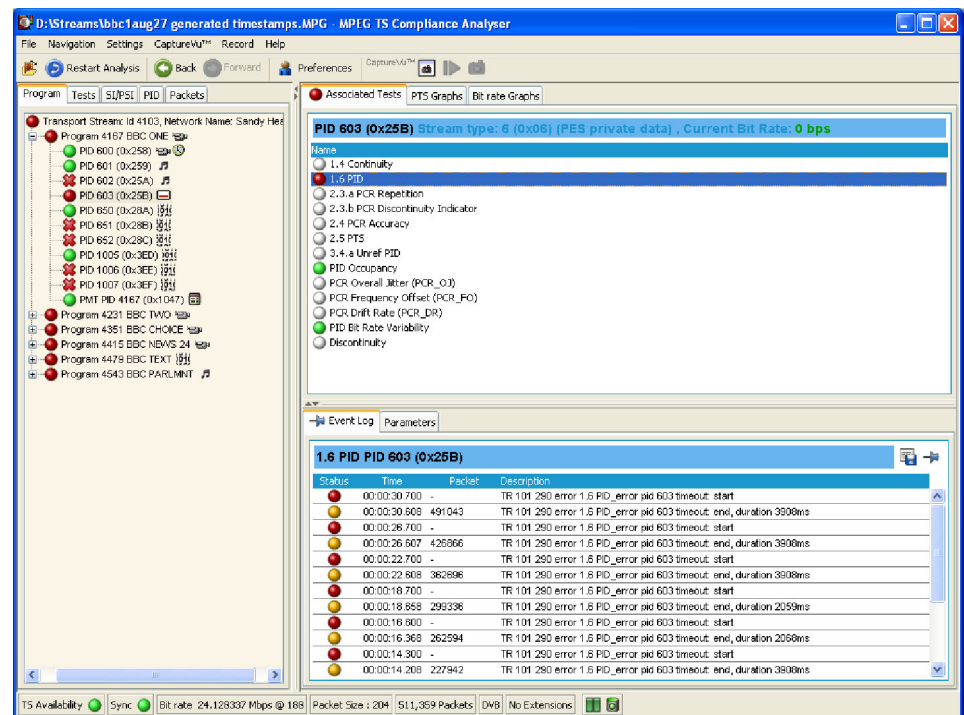 D:\Streams\bbc1aug27 generated timestamps.MPG - MPEG TS Compliance Analyser
File Navigation Settings CaptureVu™ Record Help
Restart Analysis Back Forward Preferences CaptureVu™
Program Tests SI/PSI PID Packets
Transport Stream: Id 4103, Network Name: Sandy Hea
Program 4167 BBC ONE
PID 600 (0x258)
PID 601 (0x259)
PID 602 (0x25A)
PID 603 (0x25B)
PID 650 (0x28A)
PID 651 (0x28B)
PID 652 (0x28C)
PID 1005 (0x3ED)
PID 1006 (0x3EE)
PID 1007 (0x3EF)
PMT PID 4167 (0x1047)
Program 4231 BBC TWO
Program 4351 BBC CHOICE
Program 4415 BBC NEWS 24
Program 4479 BBC TEXT
Program 4543 BBC PARLMNT
Associated Tests PTS Graphs Bit rate Graphs
PID 603 (0x25B) Stream type: 6 (0x06) (PES private data) , Current Bit Rate: 0 bps
Name
1.4 Continuity
1.6 PID
2.3.a PCR Repetition
2.3.b PCR Discontinuity Indicator
2.4 PCR Accuracy
2.5 PTS
3.4.a Unref PID
PID Occupancy
PCR Overall Jitter (PCR_OJ)
PCR Frequency Offset (PCR_FO)
PCR Drift Rate (PCR_DR)
PID Bit Rate Variability
Discontinuity
Event Log Parameters
1.6 PID PID 603 (0x25B)
Status Time Packet Description
00:00:30.700 - TR 101 290 error 1.6 PID_error pid 603 timeout: start
00:00:30.608 491043 TR 101 290 error 1.6 PID_error pid 603 timeout: end, duration 3908ms
00:00:26.700 - TR 101 290 error 1.6 PID_error pid 603 timeout: start
00:00:26.607 426866 TR 101 290 error 1.6 PID_error pid 603 timeout: end, duration 3908ms
00:00:22.700 - TR 101 290 error 1.6 PID_error pid 603 timeout: start
00:00:22.608 362696 TR 101 290 error 1.6 PID_error pid 603 timeout: end, duration 3908ms
00:00:18.700 - TR 101 290 error 1.6 PID_error pid 603 timeout: start
00:00:18.658 299336 TR 101 290 error 1.6 PID_error pid 603 timeout: end, duration 2059ms
00:00:16.600 - TR 101 290 error 1.6 PID_error pid 603 timeout: start
00:00:16.368 262594 TR 101 290 error 1.6 PID_error pid 603 timeout: end, duration 2068ms
00:00:14.300 - TR 101 290 error 1.6 PID_error pid 603 timeout: start
00:00:14.208 227942 TR 101 290 error 1.6 PID_error pid 603 timeout: end, duration 3908ms
TS Availability Sync Bit rate 24.128337 Mbps @ 188 Packet Size : 204 511,359 Packets DVB No Extensions